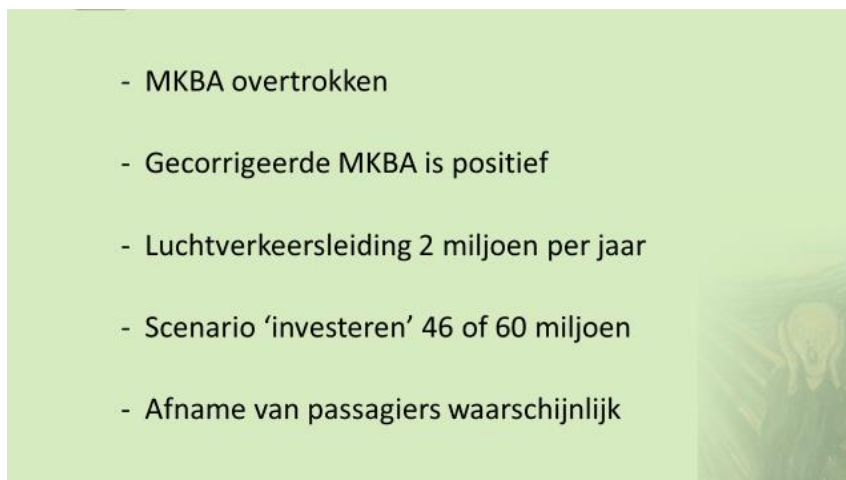 - MKBA overtrokken
- Gecorrigeerde MKBA is positief
- Luchtverkeersleiding 2 miljoen per jaar
- Scenario ‘investeren’ 46 of 60 miljoen
- Afname van passagiers waarschijnlijk